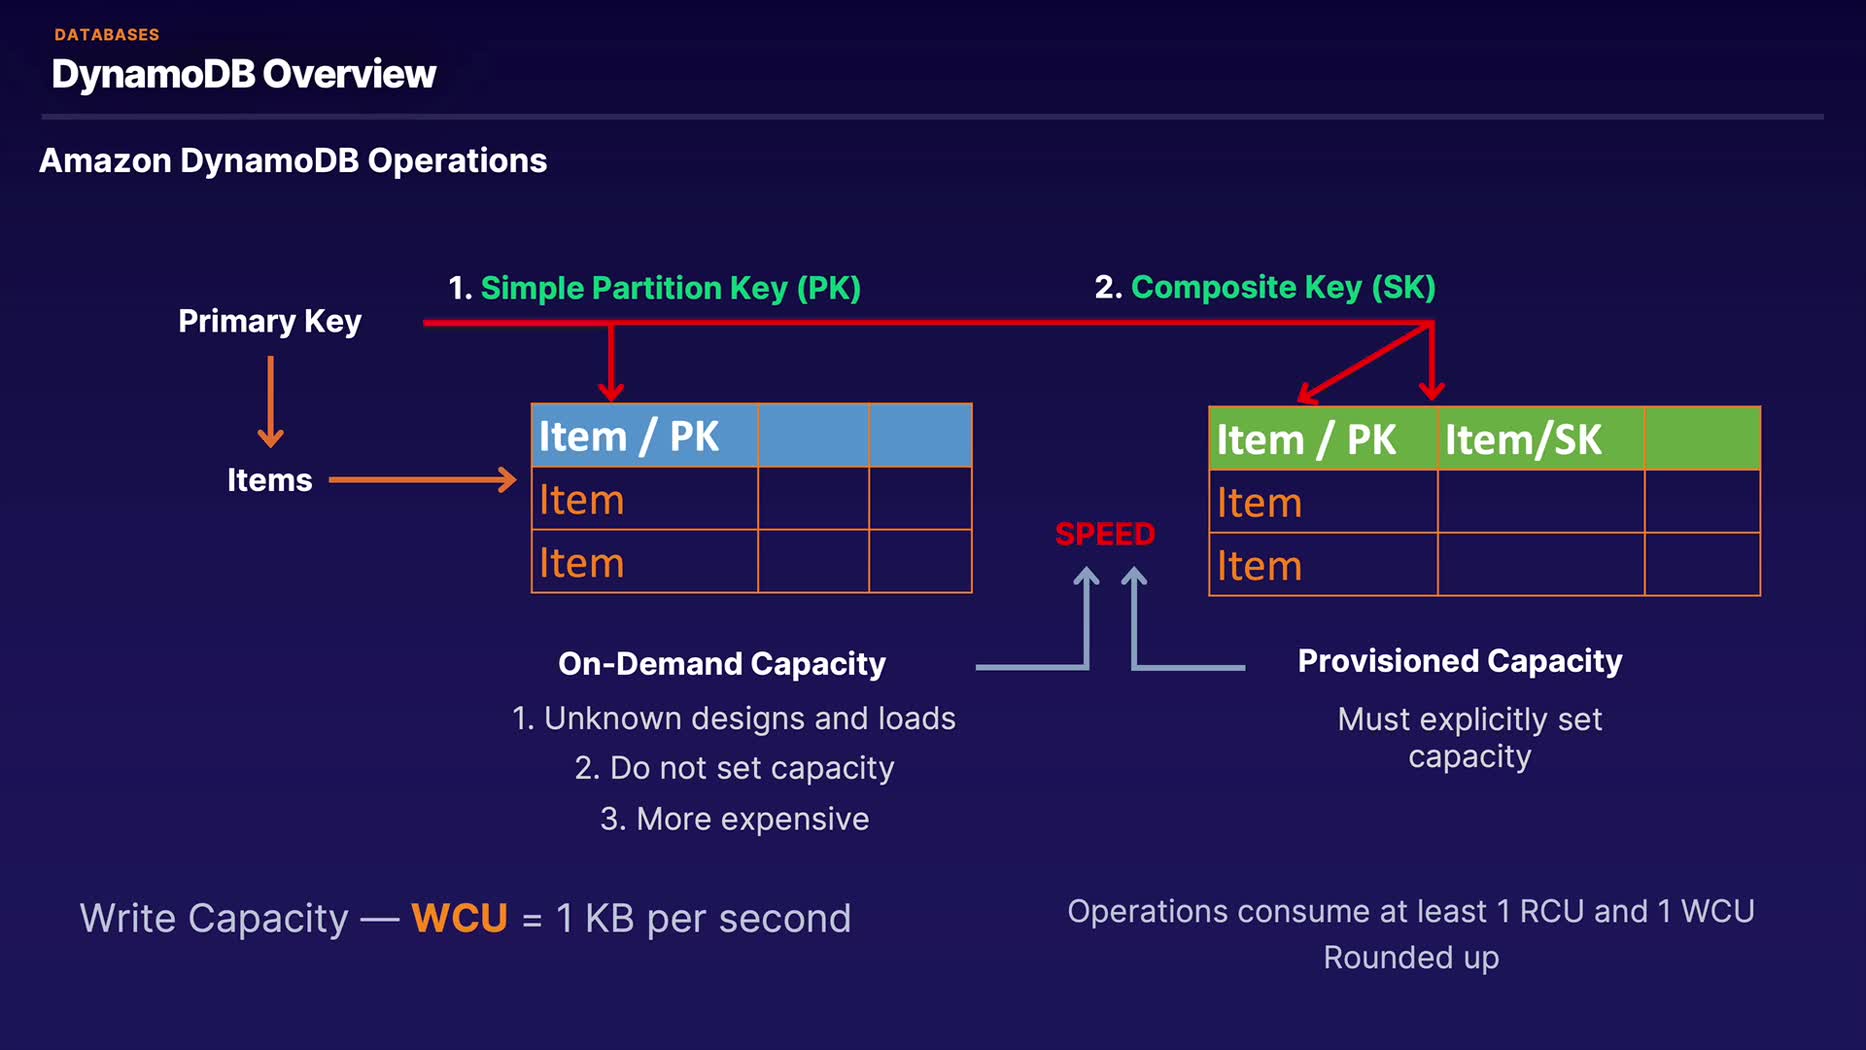 DATABASES
DynamoDB Overview
Amazon DynamoDB Operations
1. Simple Partition Key (PK)
2. Composite Key (SK)
Primary Key
Items
Item / PK
Item
Item
Item / PK Item/SK
Item
Item
SPEED
On-Demand Capacity
1. Unknown designs and loads
2. Do not set capacity
3. More expensive
Provisioned Capacity
Must explicitly set
capacity
Write Capacity — WCU = 1 KB per second
Operations consume at least 1 RCU and 1 WCU
Rounded up